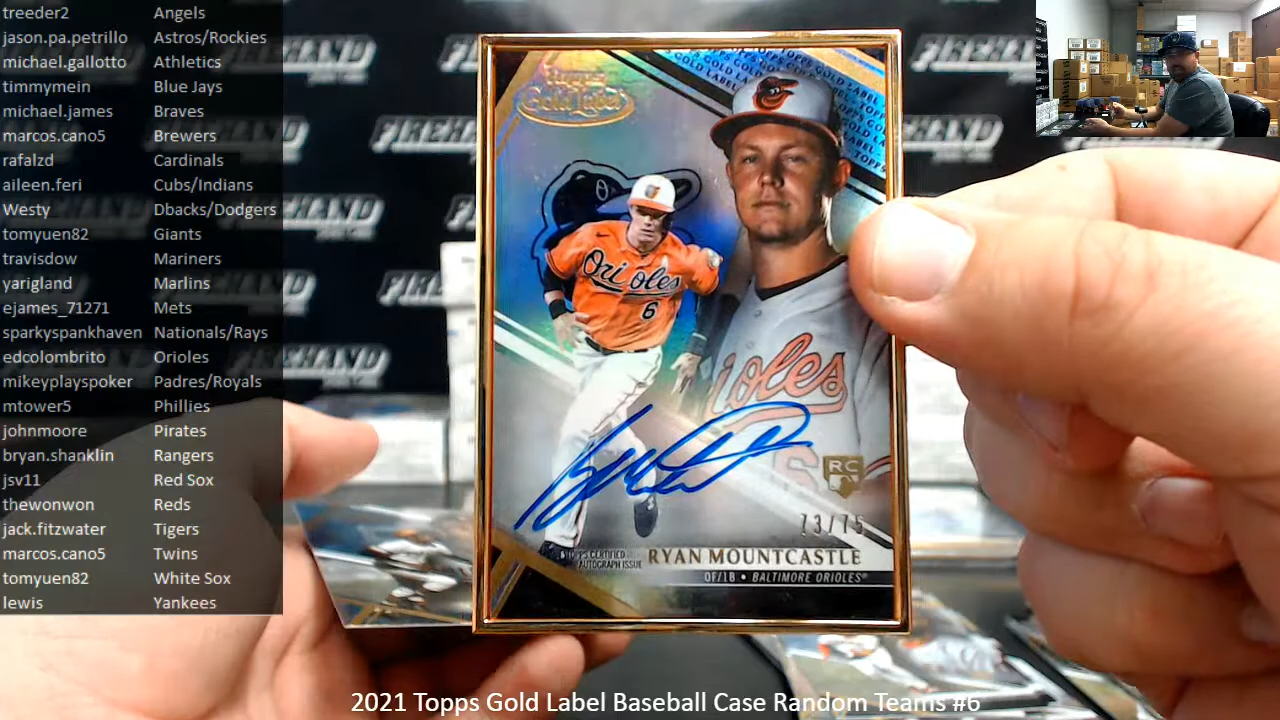 treeder2 Angels
jason.pa.petrillo Astros/Rockies
michael.gallotto Athletics
timmymein Blue Jays
michael.james Braves
marcos.cano5 Brewers
rafalzd Cardinals
aileen.feri Cubs/Indians
Westy Dbacks/Dodgers
tomyuen82 Giants
travisdow Mariners
yarigland Marlins
ejames_71271 Mets
sparkyspankhaven Nationals/Rays
edcolombrito Orioles
mikeyplayspoker Padres/Royals
mtower5 Phillies
johnmoore Pirates
bryan.shanklin Rangers
jsv11 Red Sox
thewonwon Reds
jack.fitzwater Tigers
marcos.cano5 Twins
tomyuen82 White Sox
lewis Yankees
FIREHAND
Topps
Gold Label
TOPPS GOLD LABEL
Orioles
6
ioles
RC
73/75
TOPPS CERTIFIED
AUTOGRAPH ISSUE
RYAN MOUNTCASTLE
OF/1B • BALTIMORE ORIOLES®
2021 Topps Gold Label Baseball Case Random Teams #6